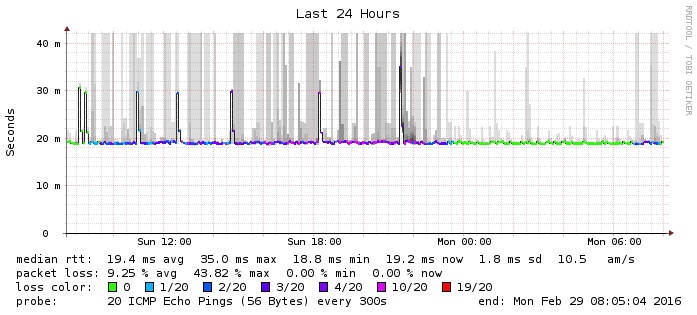 Last 24 Hours
RRDTOOL / TOBI OETIKER
Seconds
40 m
30 m
20 m
10 m
0
Sun 12:00 Sun 18:00 Mon 00:00 Mon 06:00
median rtt: 19.4 ms avg 35.0 ms max 18.8 ms min 19.2 ms now 1.8 ms sd 10.5 am/s
packet loss: 9.25 % avg 43.82 % max 0.00 % min 0.00 % now
loss color: 0 1/20 2/20 3/20 4/20 10/20 19/20
probe: 20 ICMP Echo Pings (56 Bytes) every 300s end: Mon Feb 29 08:05:04 2016